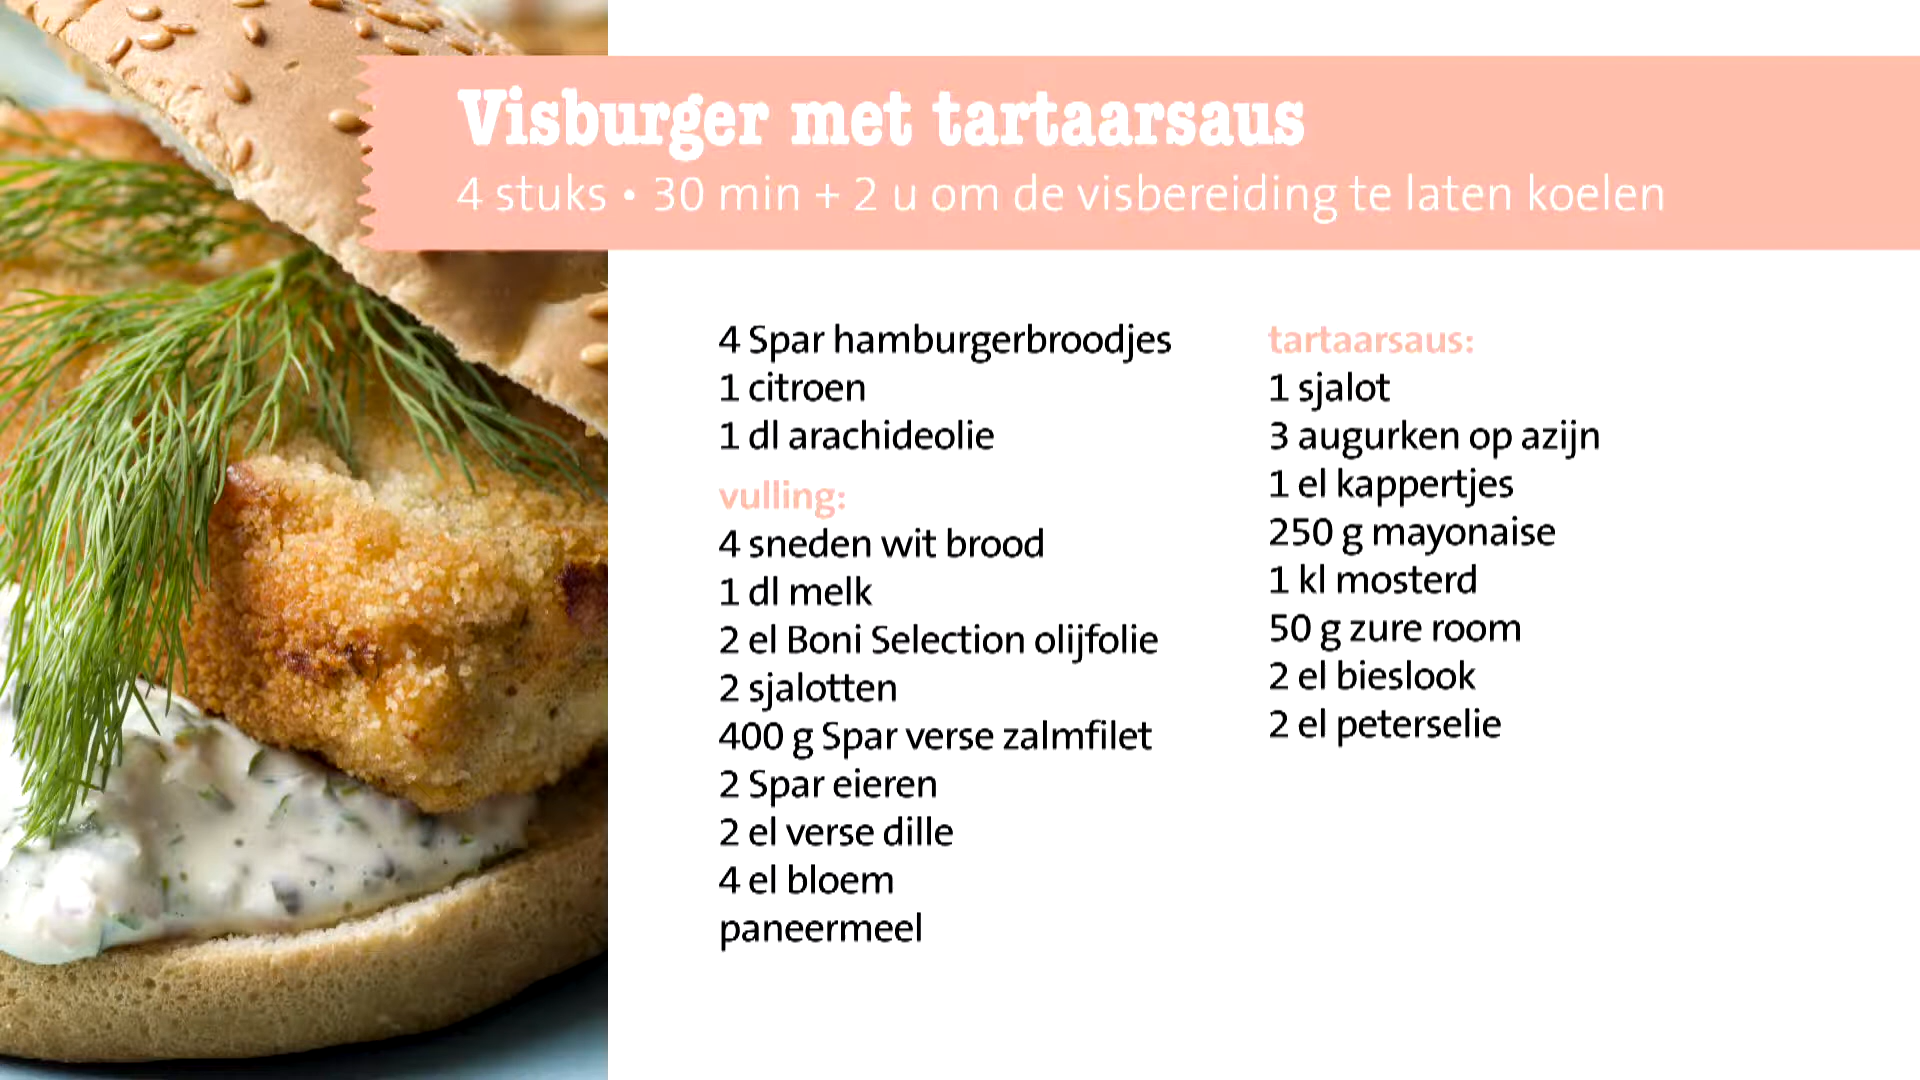 Visburger met tartaarsaus
4 stuks • 30 min + 2 u om de visbereiding te laten koelen
4 Spar hamburgerbroodjes
1 citroen
1 dl arachideolie
vulling:
4 sneden wit brood
1 dl melk
2 el Boni Selection olijfolie
2 sjalotten
400 g Spar verse zalmfilet
2 Spar eieren
2 el verse dille
4 el bloem
paneermeel
tartaarsaus:
1 sjalot
3 augurken op azijn
1 el kappertjes
250 g mayonaise
1 kl mosterd
50 g zure room
2 el bieslook
2 el peterselie